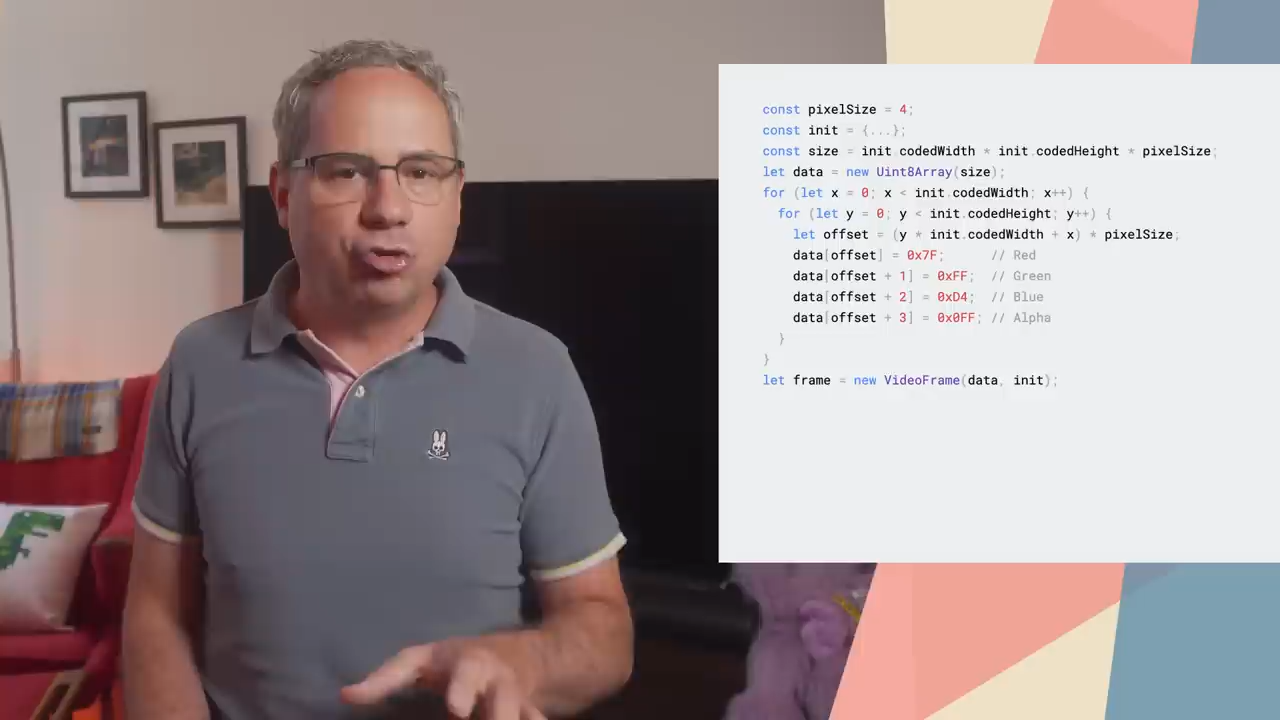 const pixelSize = 4;
const init = {...};
const size = init.codedWidth * init.codedHeight * pixelSize;
let data = new Uint8Array(size);
for (let x = 0; x < init.codedWidth; x++) {
for (let y = 0; y < init.codedHeight; y++) {
let offset = (y * init.codedWidth + x) * pixelSize;
data[offset] = 0x7F; // Red
data[offset + 1] = 0xFF; // Green
data[offset + 2] = 0xD4; // Blue
data[offset + 3] = 0x0FF; // Alpha
}
}
let frame = new VideoFrame(data, init);